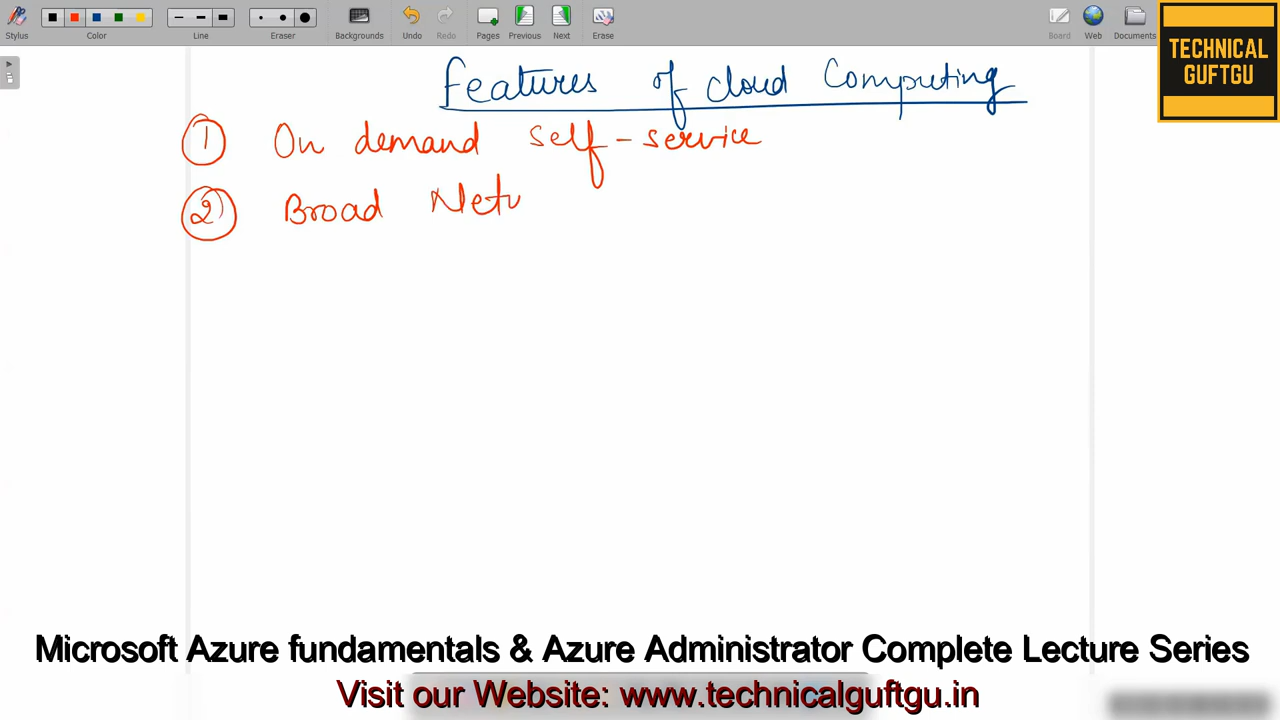 Stylus Color Line Eraser Backgrounds Undo Redo Pages Previous Next Erase Board Web Documents
TECHNICAL
GUFTGU
Features of cloud Computing
1 On demand self-service
2 Broad Netw
Microsoft Azure fundamentals & Azure Administrator Complete Lecture Series
Visit our Website: www.technicalguftgu.in